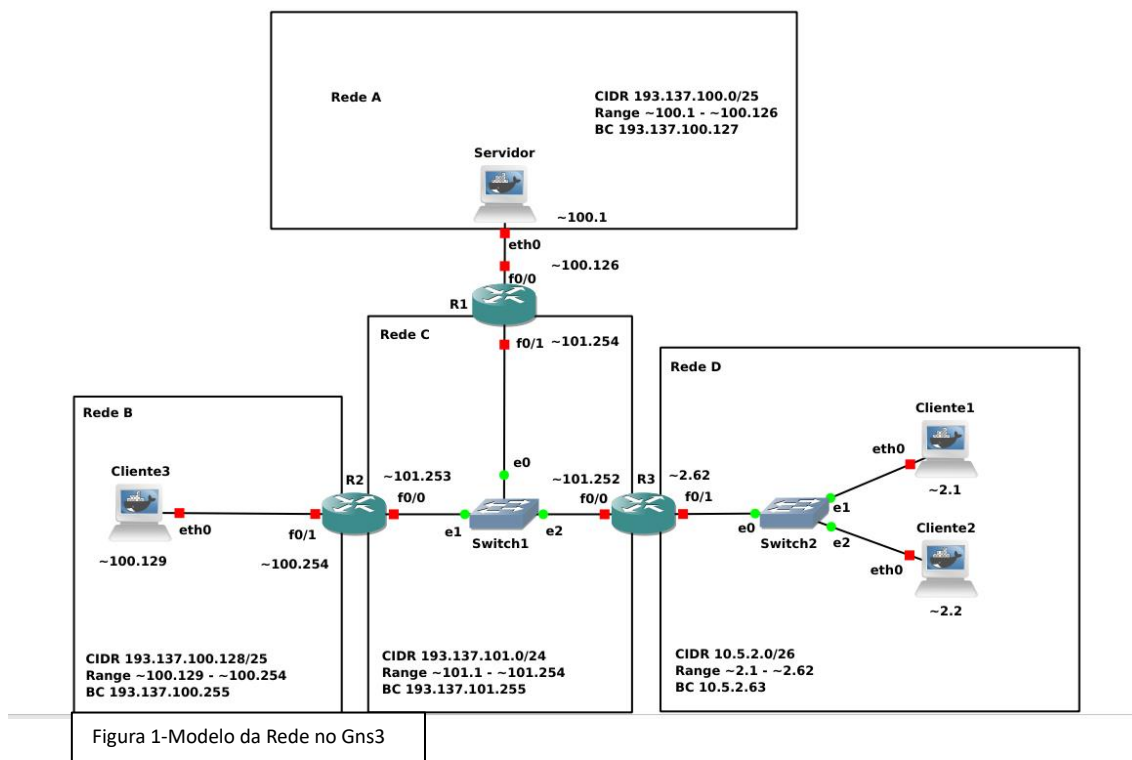 Rede A
CIDR 193.137.100.0/25
Range ~100.1 - ~100.126
BC 193.137.100.127
Servidor
~100.1
eth0
~100.126
f0/0
R1
Rede C
f0/1 ~101.254
Rede D
Rede B
Cliente1
eth0
~2.1
Cliente3
eth0
~100.129
R2
~101.253
f0/0
f0/1
~100.254
e0
e1
e2
Switch1
~101.252
f0/0
R3
~2.62
f0/1
e0
e1
e2
Switch2
Cliente2
eth0
~2.2
CIDR 193.137.100.128/25
Range ~100.129 - ~100.254
BC 193.137.100.255
CIDR 193.137.101.0/24
Range ~101.1 - ~101.254
BC 193.137.101.255
CIDR 10.5.2.0/26
Range ~2.1 - ~2.62
BC 10.5.2.63
Figura 1-Modelo da Rede no Gns3